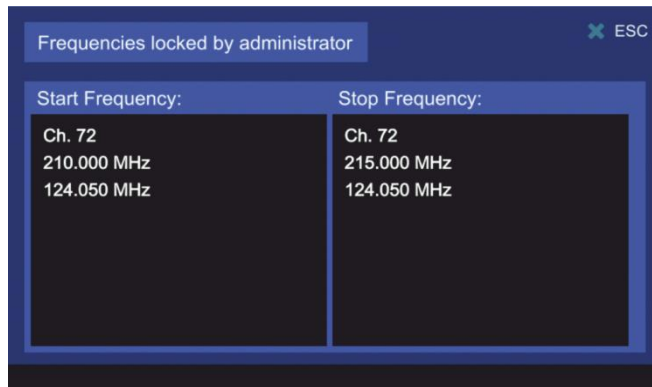 Frequencies locked by administrator
ESC
Start Frequency:
Stop Frequency:
Ch. 72
210.000 MHz
124.050 MHz
Ch. 72
215.000 MHz
124.050 MHz